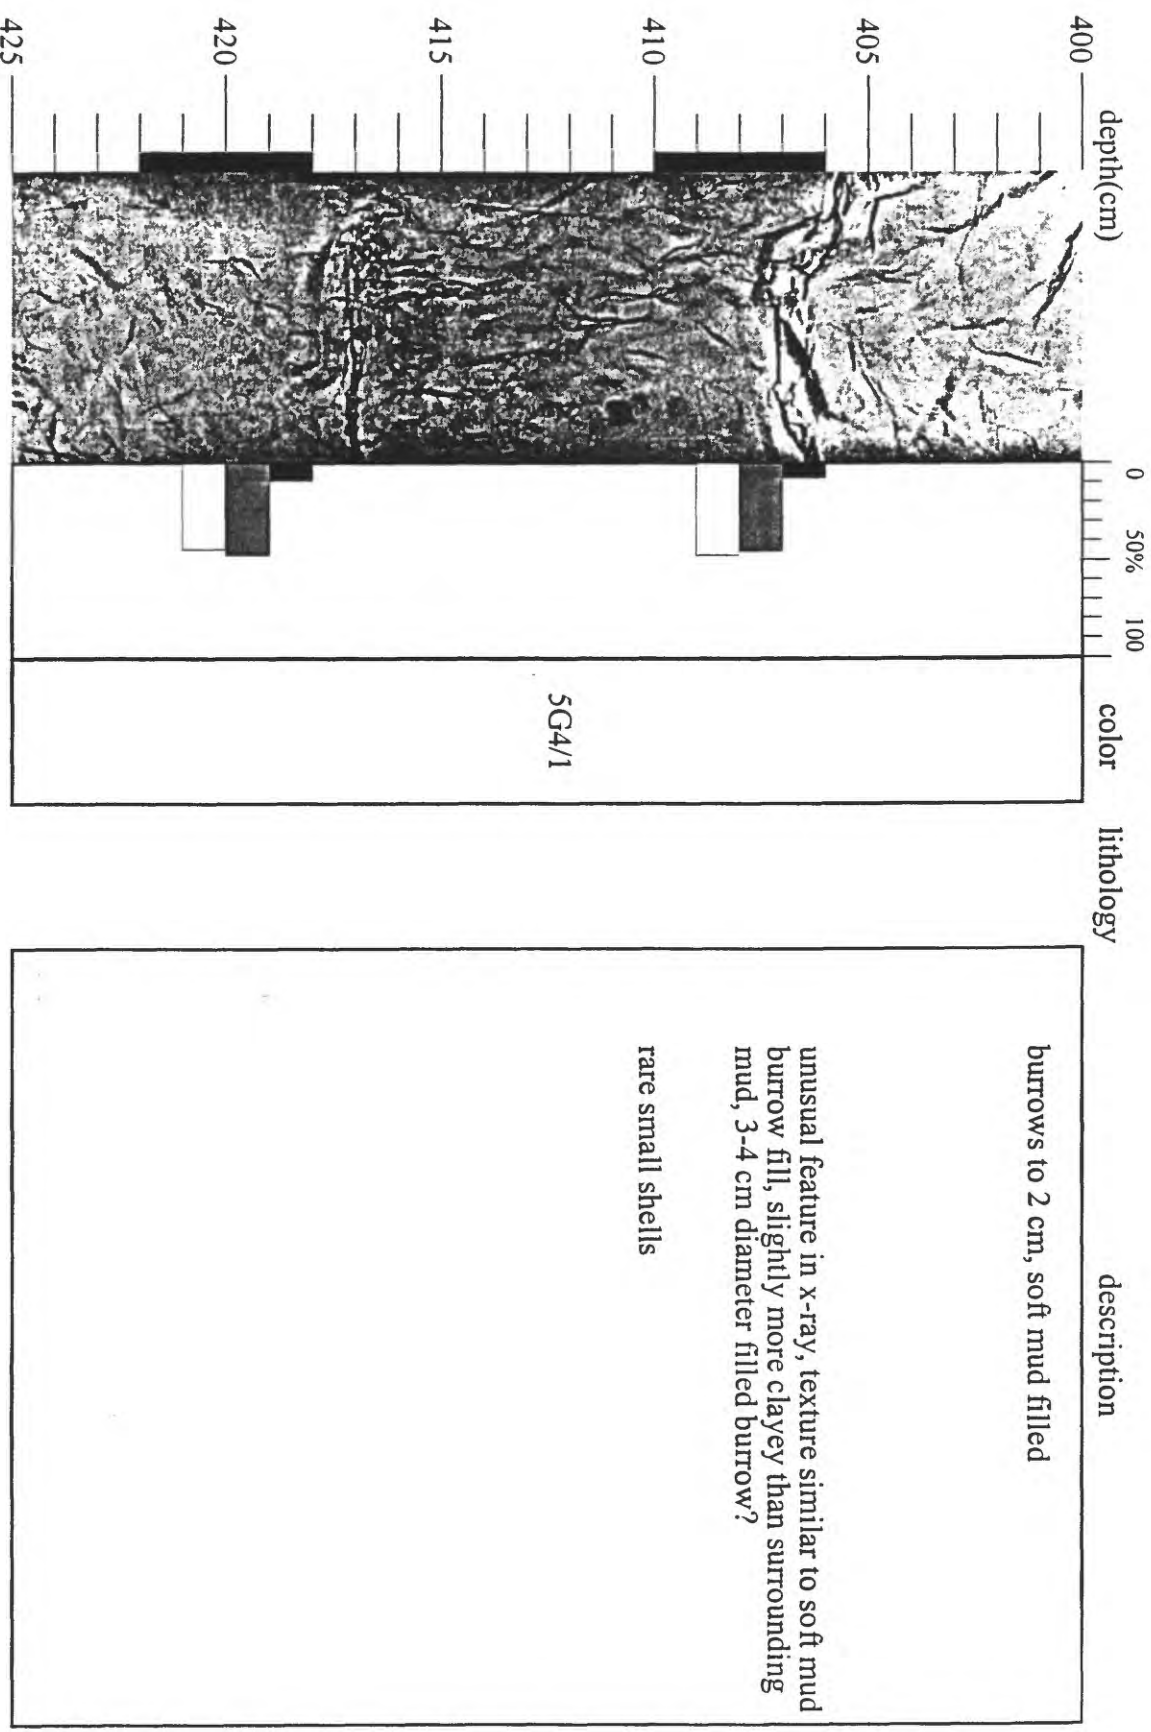 depth(cm)
0
50%
100
color
lithology
description
400
405
410
415
420
425
5G4/1
burrows to 2 cm, soft mud filled
unusual feature in x-ray, texture similar to soft mud
burrow fill, slightly more clayey than surrounding
mud, 3-4 cm diameter filled burrow?
rare small shells